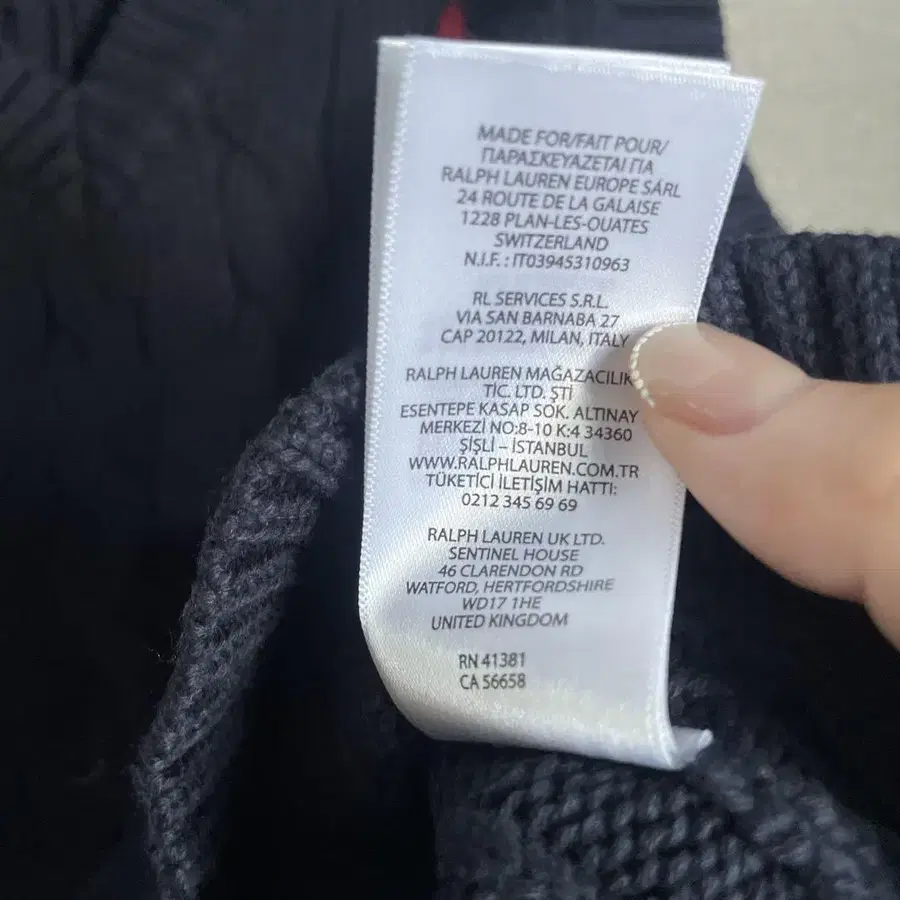 MADE FOR/FAIT POUR/
ΠΑΡΑΣΚΕΥΑΖΕΤΑΙ ΓΙΑ
RALPH LAUREN EUROPE SÀRL
24 ROUTE DE LA GALAISE
1228 PLAN-LES-OUATES
SWITZERLAND
N.I.F. : IT03945310963
RL SERVICES S.R.L.
VIA SAN BARNABA 27
CAP 20122, MILAN, ITALY
RALPH LAUREN MAĞAZACILIK
TİC. LTD. ŞTİ
ESENTEPE KASAP SOK. ALTINAY
MERKEZİ NO:8-10 K:4 34360
ŞİŞLİ – İSTANBUL
WWW.RALPHLAUREN.COM.TR
TÜKETİCİ İLETİŞİM HATTI:
0212 345 69 69
RALPH LAUREN UK LTD.
SENTINEL HOUSE
46 CLARENDON RD
WATFORD, HERTFORDSHIRE
WD17 1HE
UNITED KINGDOM
RN 41381
CA 56658